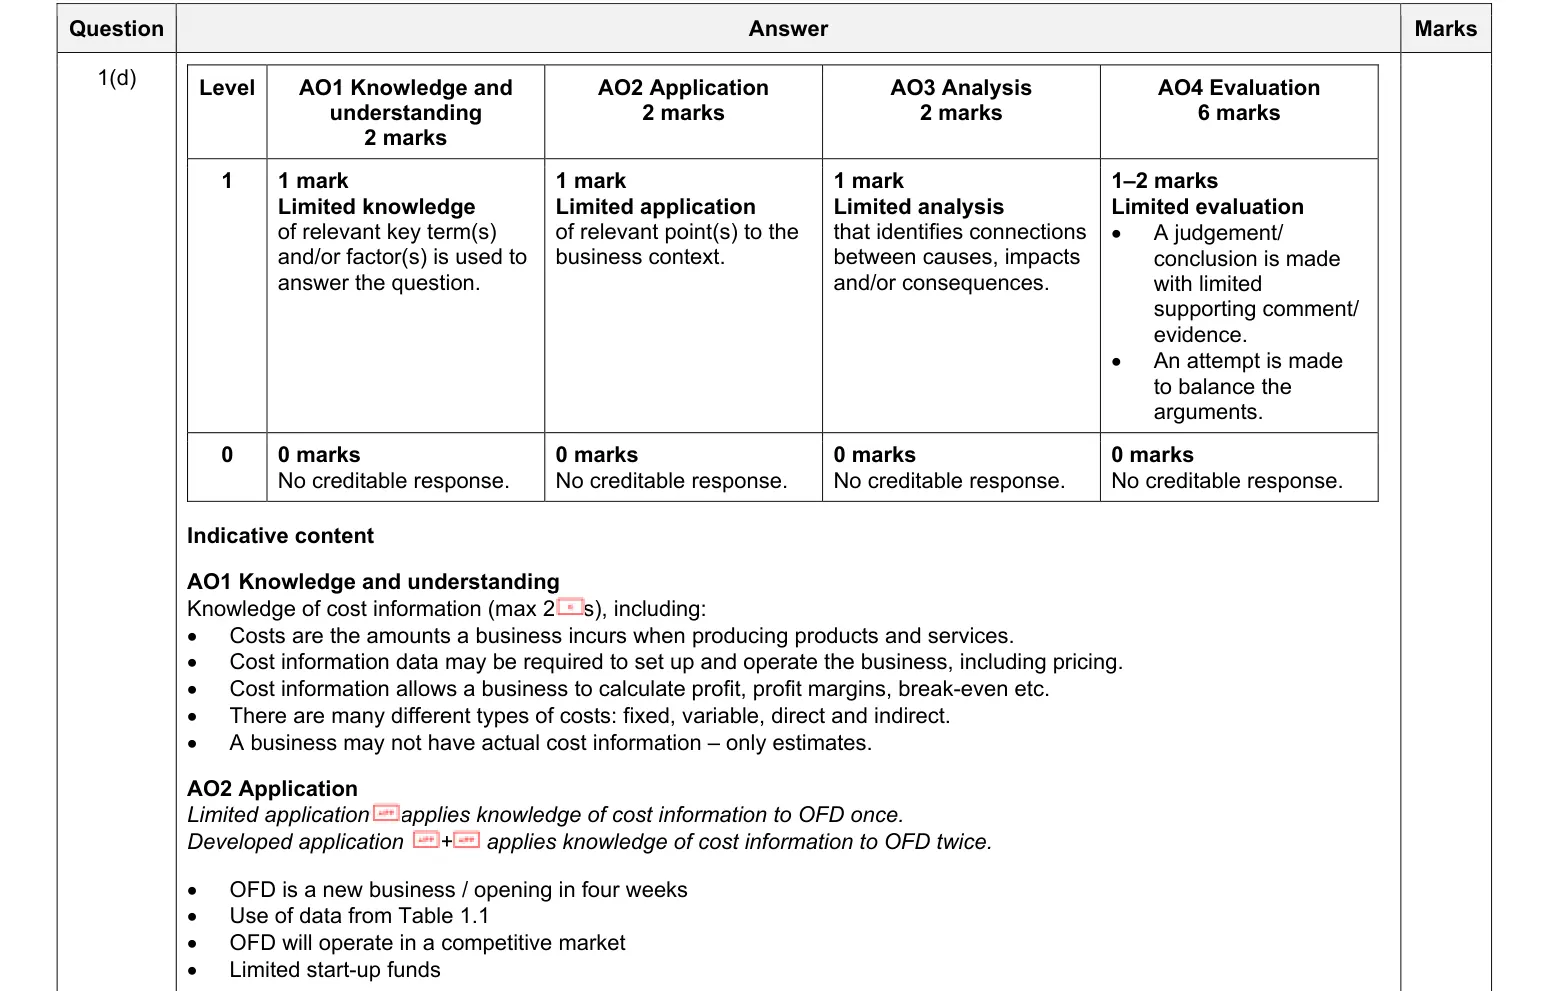 Question Answer Marks
1(d)
Level AO1 Knowledge and AO2 Application AO3 Analysis AO4 Evaluation
understanding 2 marks 2 marks 6 marks
2 marks
1 1 mark 1 mark 1 mark 1–2 marks
Limited knowledge Limited application Limited analysis Limited evaluation
of relevant key term(s) of relevant point(s) to the that identifies connections • A judgement/
and/or factor(s) is used to business context. between causes, impacts conclusion is made
answer the question. and/or consequences. with limited
supporting comment/
evidence.
• An attempt is made
to balance the
arguments.
0 0 marks 0 marks 0 marks 0 marks
No creditable response. No creditable response. No creditable response. No creditable response.
Indicative content
AO1 Knowledge and understanding
Knowledge of cost information (max 2 s), including:
• Costs are the amounts a business incurs when producing products and services.
• Cost information data may be required to set up and operate the business, including pricing.
• Cost information allows a business to calculate profit, profit margins, break-even etc.
• There are many different types of costs: fixed, variable, direct and indirect.
• A business may not have actual cost information – only estimates.
AO2 Application
Limited application applies knowledge of cost information to OFD once.
Developed application + applies knowledge of cost information to OFD twice.
• OFD is a new business / opening in four weeks
• Use of data from Table 1.1
• OFD will operate in a competitive market
• Limited start-up funds